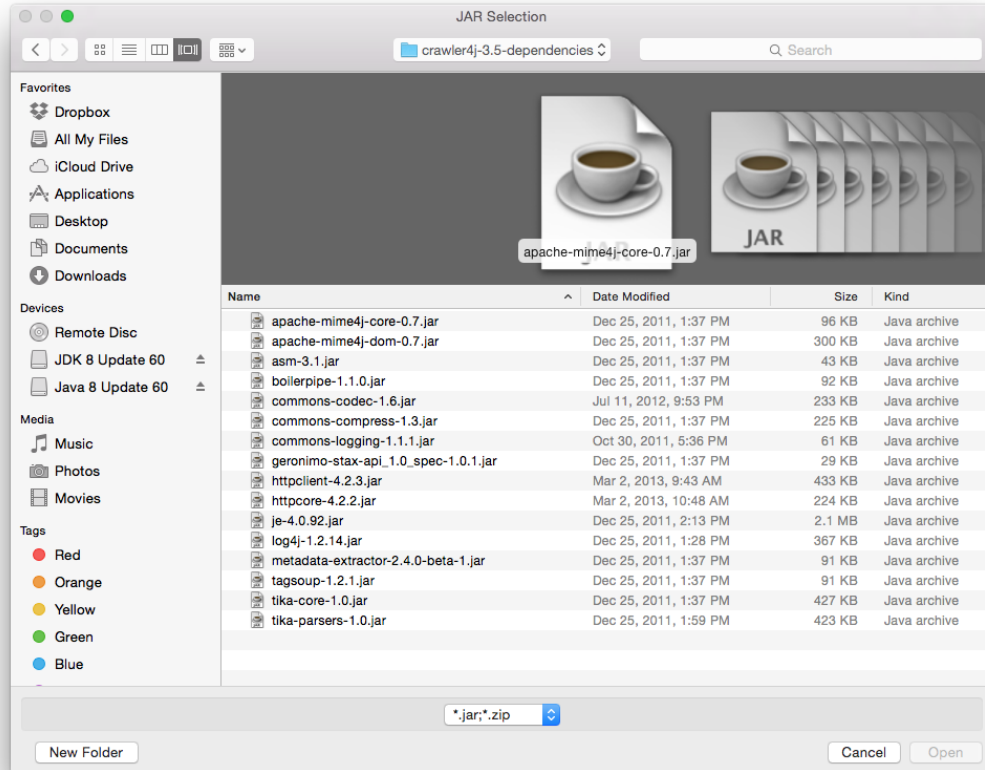 JAR Selection
crawler4j-3.5-dependencies
Search
Favorites
Dropbox
All My Files
iCloud Drive
Applications
Desktop
Documents
Downloads
Devices
Remote Disc
JDK 8 Update 60
Java 8 Update 60
Media
Music
Photos
Movies
Tags
Red
Orange
Yellow
Green
Blue
JAR
apache-mime4j-core-0.7.jar
JAR
Name Date Modified Size Kind
apache-mime4j-core-0.7.jar Dec 25, 2011, 1:37 PM 96 KB Java archive
apache-mime4j-dom-0.7.jar Dec 25, 2011, 1:37 PM 300 KB Java archive
asm-3.1.jar Dec 25, 2011, 1:37 PM 43 KB Java archive
boilerpipe-1.1.0.jar Dec 25, 2011, 1:37 PM 92 KB Java archive
commons-codec-1.6.jar Jul 11, 2012, 9:53 PM 233 KB Java archive
commons-compress-1.3.jar Dec 25, 2011, 1:37 PM 225 KB Java archive
commons-logging-1.1.1.jar Oct 30, 2011, 5:36 PM 61 KB Java archive
geronimo-stax-api_1.0_spec-1.0.1.jar Dec 25, 2011, 1:37 PM 29 KB Java archive
httpclient-4.2.3.jar Mar 2, 2013, 9:43 AM 433 KB Java archive
httpcore-4.2.2.jar Mar 2, 2013, 10:48 AM 224 KB Java archive
je-4.0.92.jar Dec 25, 2011, 2:13 PM 2.1 MB Java archive
log4j-1.2.14.jar Dec 25, 2011, 1:28 PM 367 KB Java archive
metadata-extractor-2.4.0-beta-1.jar Dec 25, 2011, 1:37 PM 91 KB Java archive
tagsoup-1.2.1.jar Dec 25, 2011, 1:37 PM 91 KB Java archive
tika-core-1.0.jar Dec 25, 2011, 1:37 PM 427 KB Java archive
tika-parsers-1.0.jar Dec 25, 2011, 1:59 PM 423 KB Java archive
*.jar;*.zip
New Folder
Cancel
Open